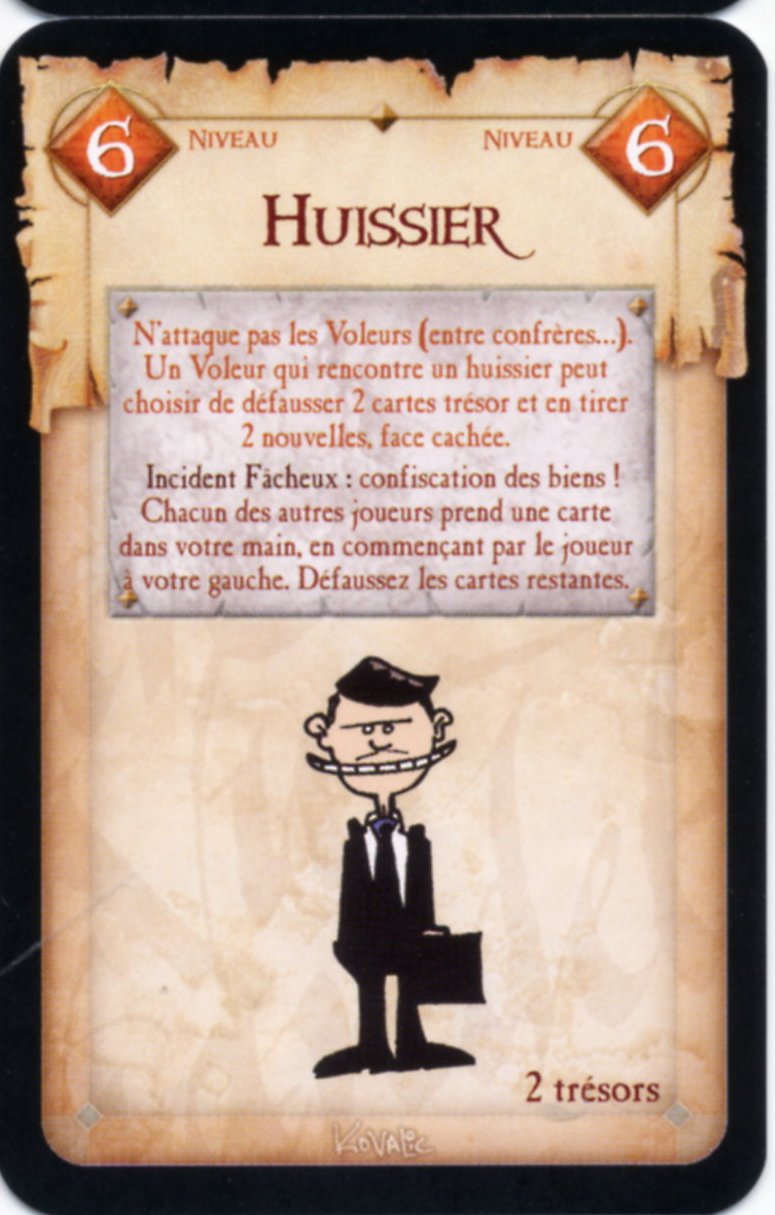 6 NIVEAU NIVEAU 6
HUISSIER
N'attaque pas les Voleurs (entre confrères...).
Un Voleur qui rencontre un huissier peut
choisir de défausser 2 cartes trésor et en tirer
2 nouvelles, face cachée.
Incident Fâcheux : confiscation des biens !
Chacun des autres joueurs prend une carte
dans votre main, en commençant par le joueur
à votre gauche. Défaussez les cartes restantes.
2 trésors
KOVALIC